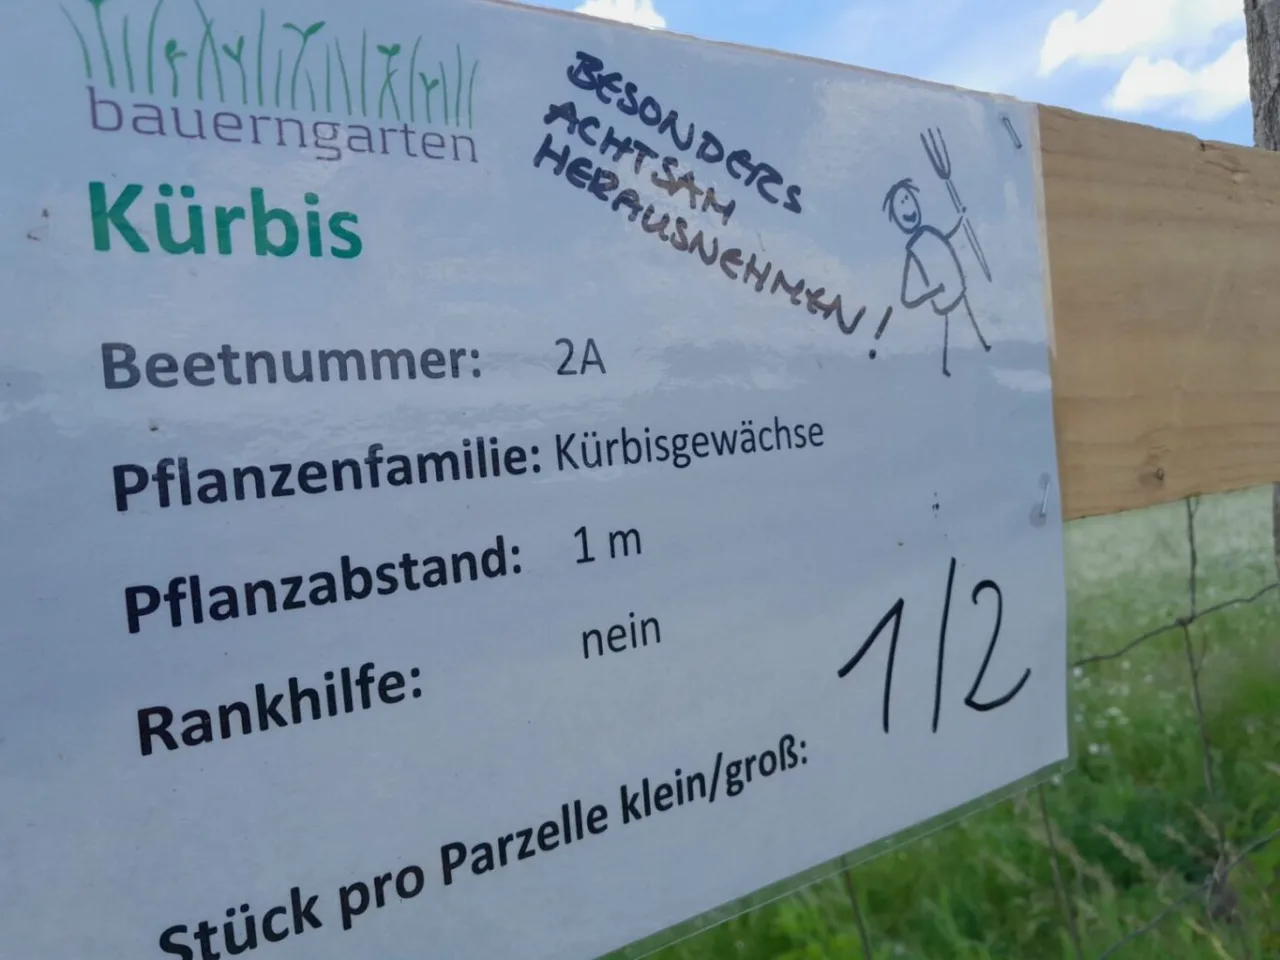 bauerngarten
Kürbis
BESONDERS
ACHTSAM
HERAUSNEHMEN!
Beetnummer: 2A
Pflanzenfamilie: Kürbisgewächse
Pflanzabstand: 1 m
Rankhilfe: nein
Stück pro Parzelle klein/groß: 1/2